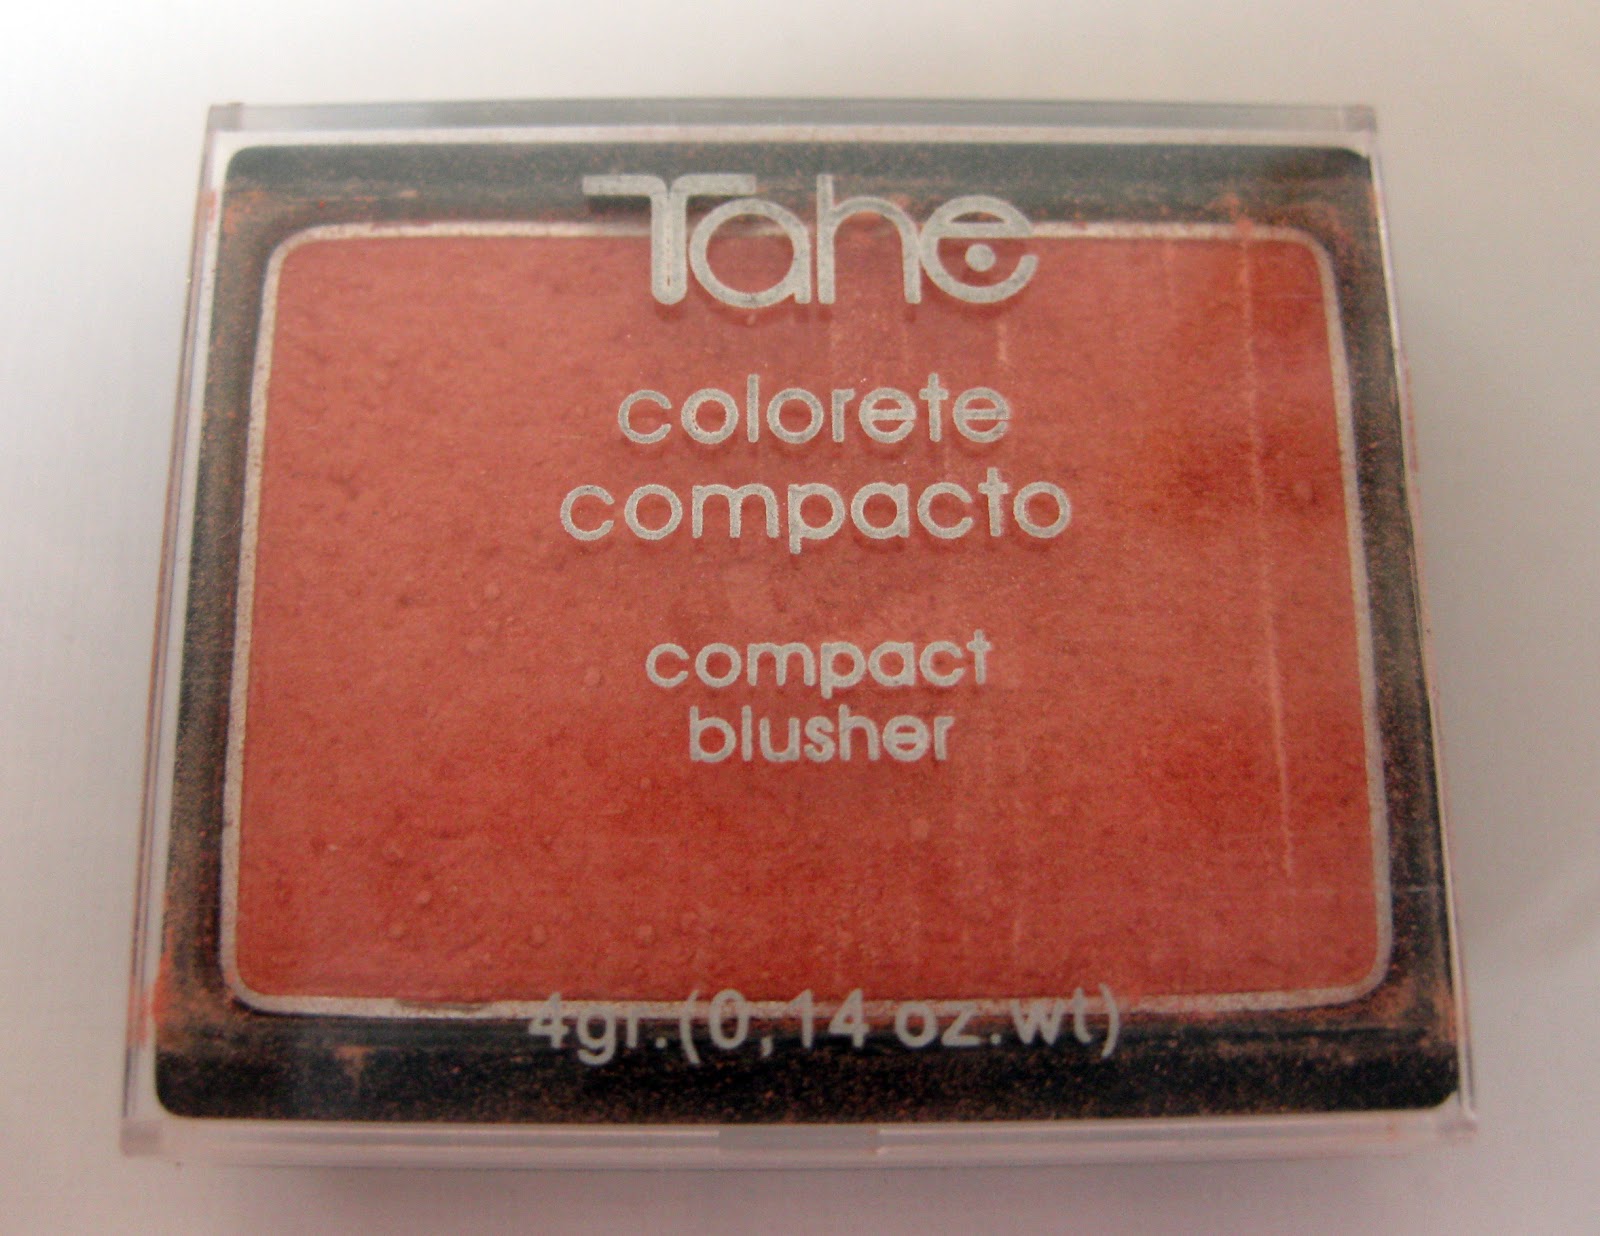 Tahe
colorete
compacto
compact
blusher
4gr.(0,14 oz.wt)